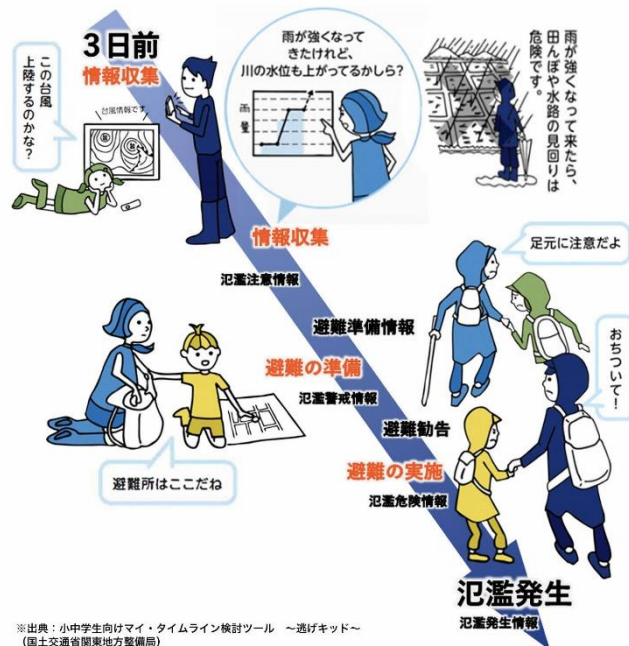 3日前
情報収集
この台風
上陸するのかな？
台風情報です
雨が強くなって
きたけれど、
川の水位も上がってるかしら？
雨量
雨が強くなって来たら、
田んぼや水路の見回りは
危険です。
情報収集
氾濫注意情報
足元に注意だよ
避難準備情報
避難の準備
氾濫警戒情報
おちついて！
避難勧告
避難の実施
氾濫危険情報
避難所はここだね
氾濫発生
氾濫発生情報
※出典：小中学生向けマイ・タイムライン検討ツール　～逃げキッド～
（国土交通省関東地方整備局）